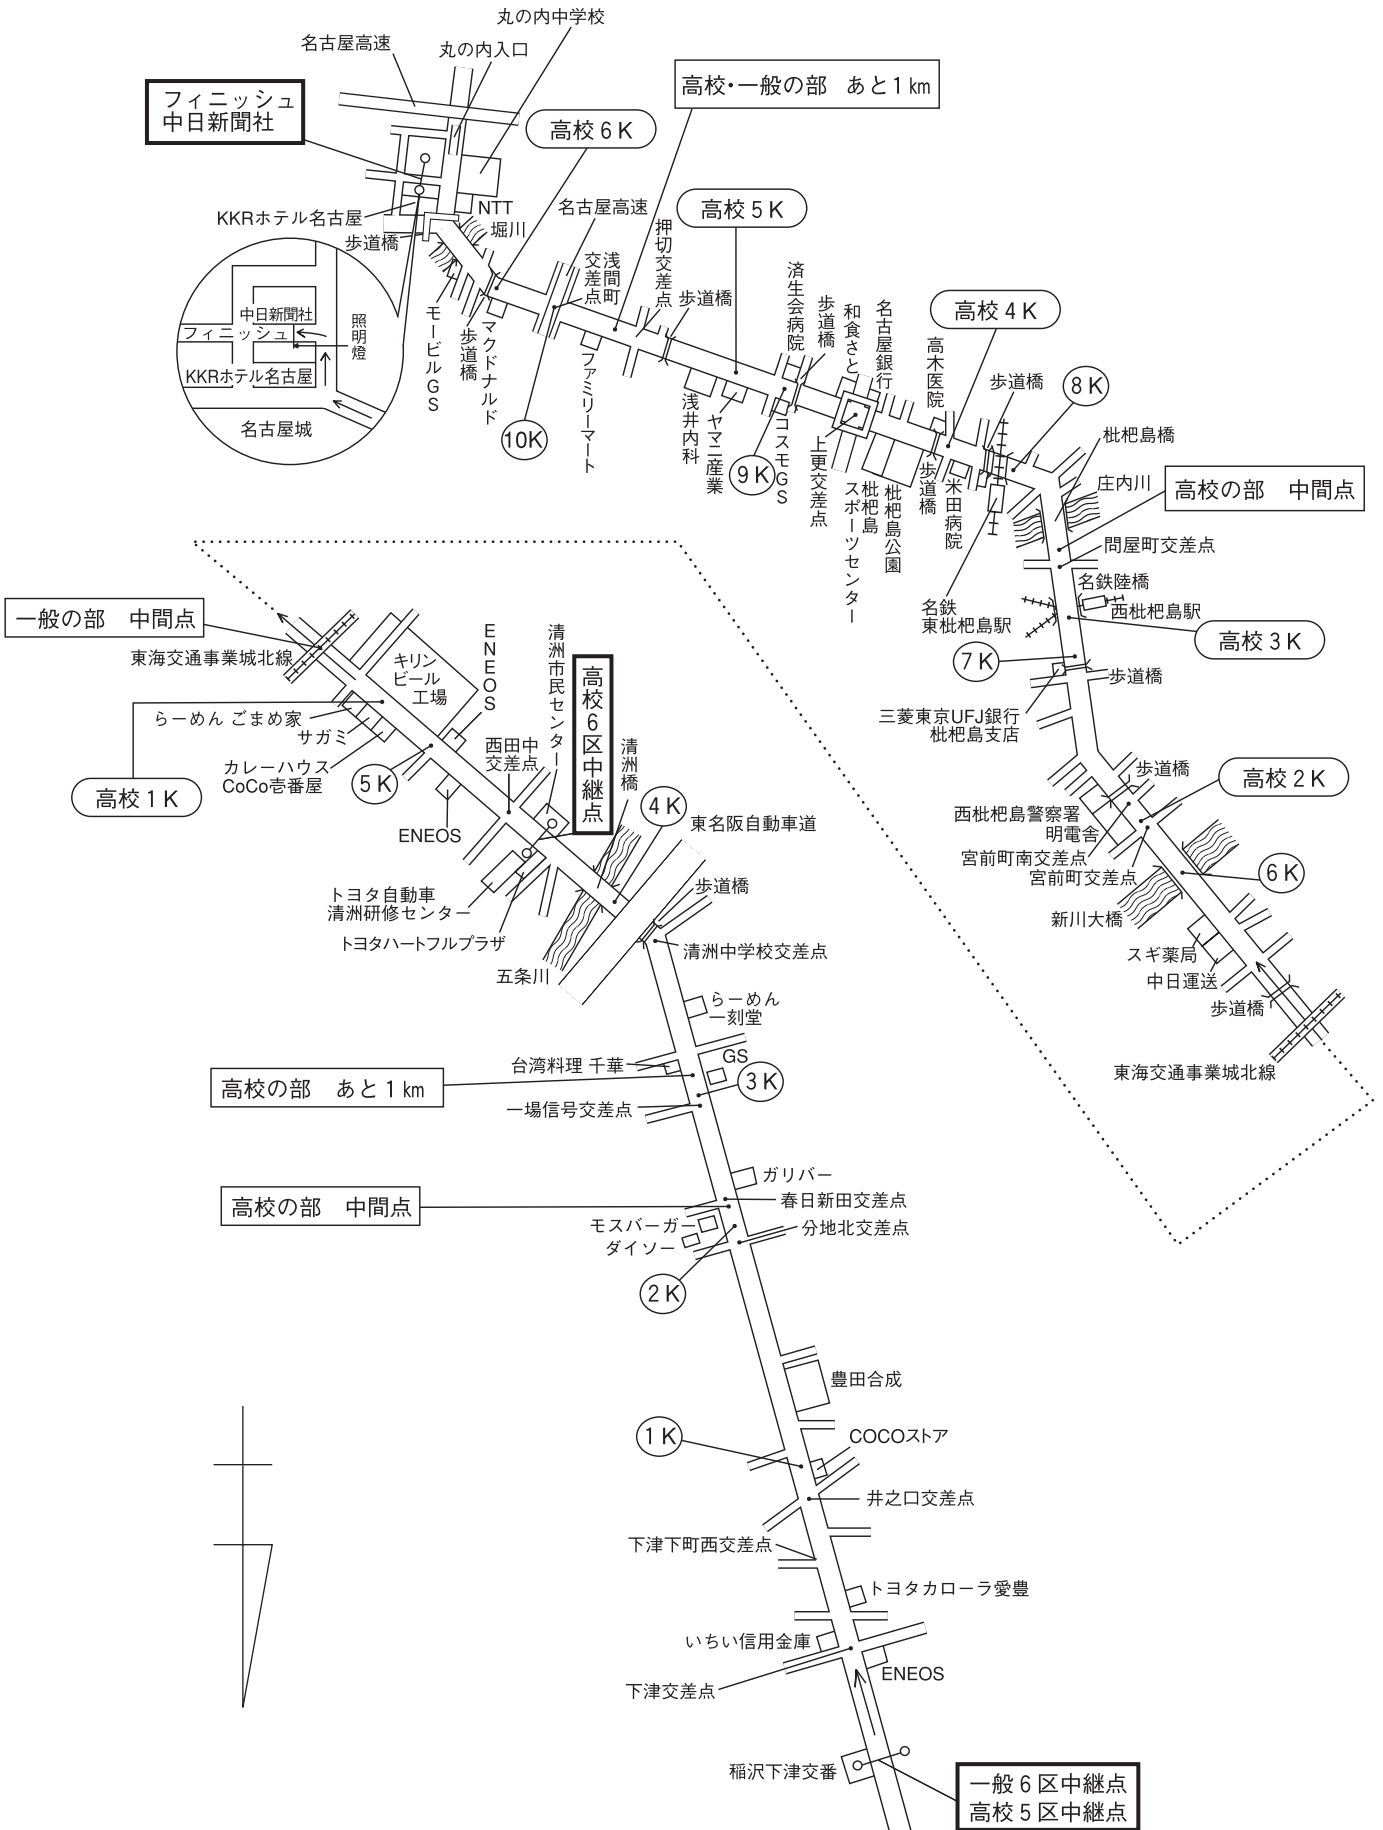 丸の内中学校
名古屋高速
丸の内入口
フィニッシュ
中日新聞社
高校・一般の部 あと1km
高校6K
KKRホテル名古屋
歩道橋
NTT
堀川
名古屋高速
高校5K
浅間町
交差点
押切交差点
歩道橋
中日新聞社
フィニッシュ
照明燈
KKRホテル名古屋
名古屋城
モービルGS
歩道橋
マクドナルド
10K
ファミリーマート
浅井内科
ヤマニ産業
9K
コスモGS
済生会病院
歩道橋
和食さと
名古屋銀行
高校4K
高木医院
歩道橋
8K
枇杷島橋
庄内川
高校の部 中間点
上更交差点
枇杷島
スポーツセンター
枇杷島公園
歩道橋
米田病院
名鉄
東枇杷島駅
問屋町交差点
名鉄陸橋
西枇杷島駅
高校3K
7K
歩道橋
三菱東京UFJ銀行
枇杷島支店
歩道橋
高校2K
西枇杷島警察署
明電舎
宮前町南交差点
宮前町交差点
6K
新川大橋
スギ薬局
中日運送
歩道橋
東海交通事業城北線
一般の部 中間点
東海交通事業城北線
キリン
ビール
工場
ENEOS
清洲市民センター
高校6区中継点
らーめん ごまめ家
サガミ
カレーハウス
CoCo壱番屋
高校1K
5K
西田中
交差点
清洲橋
4K
東名阪自動車道
ENEOS
トヨタ自動車
清洲研修センター
トヨタハートフルプラザ
歩道橋
五条川
清洲中学校交差点
らーめん
一刻堂
台湾料理 千華
GS
高校の部 あと1km
3K
一場信号交差点
ガリバー
高校の部 中間点
春日新田交差点
モスバーガー
ダイソー
分地北交差点
2K
豊田合成
1K
COCOストア
井之口交差点
下津下町西交差点
トヨタカローラ愛豊
いちい信用金庫
ENEOS
下津交差点
稲沢下津交番
一般6区中継点
高校5区中継点